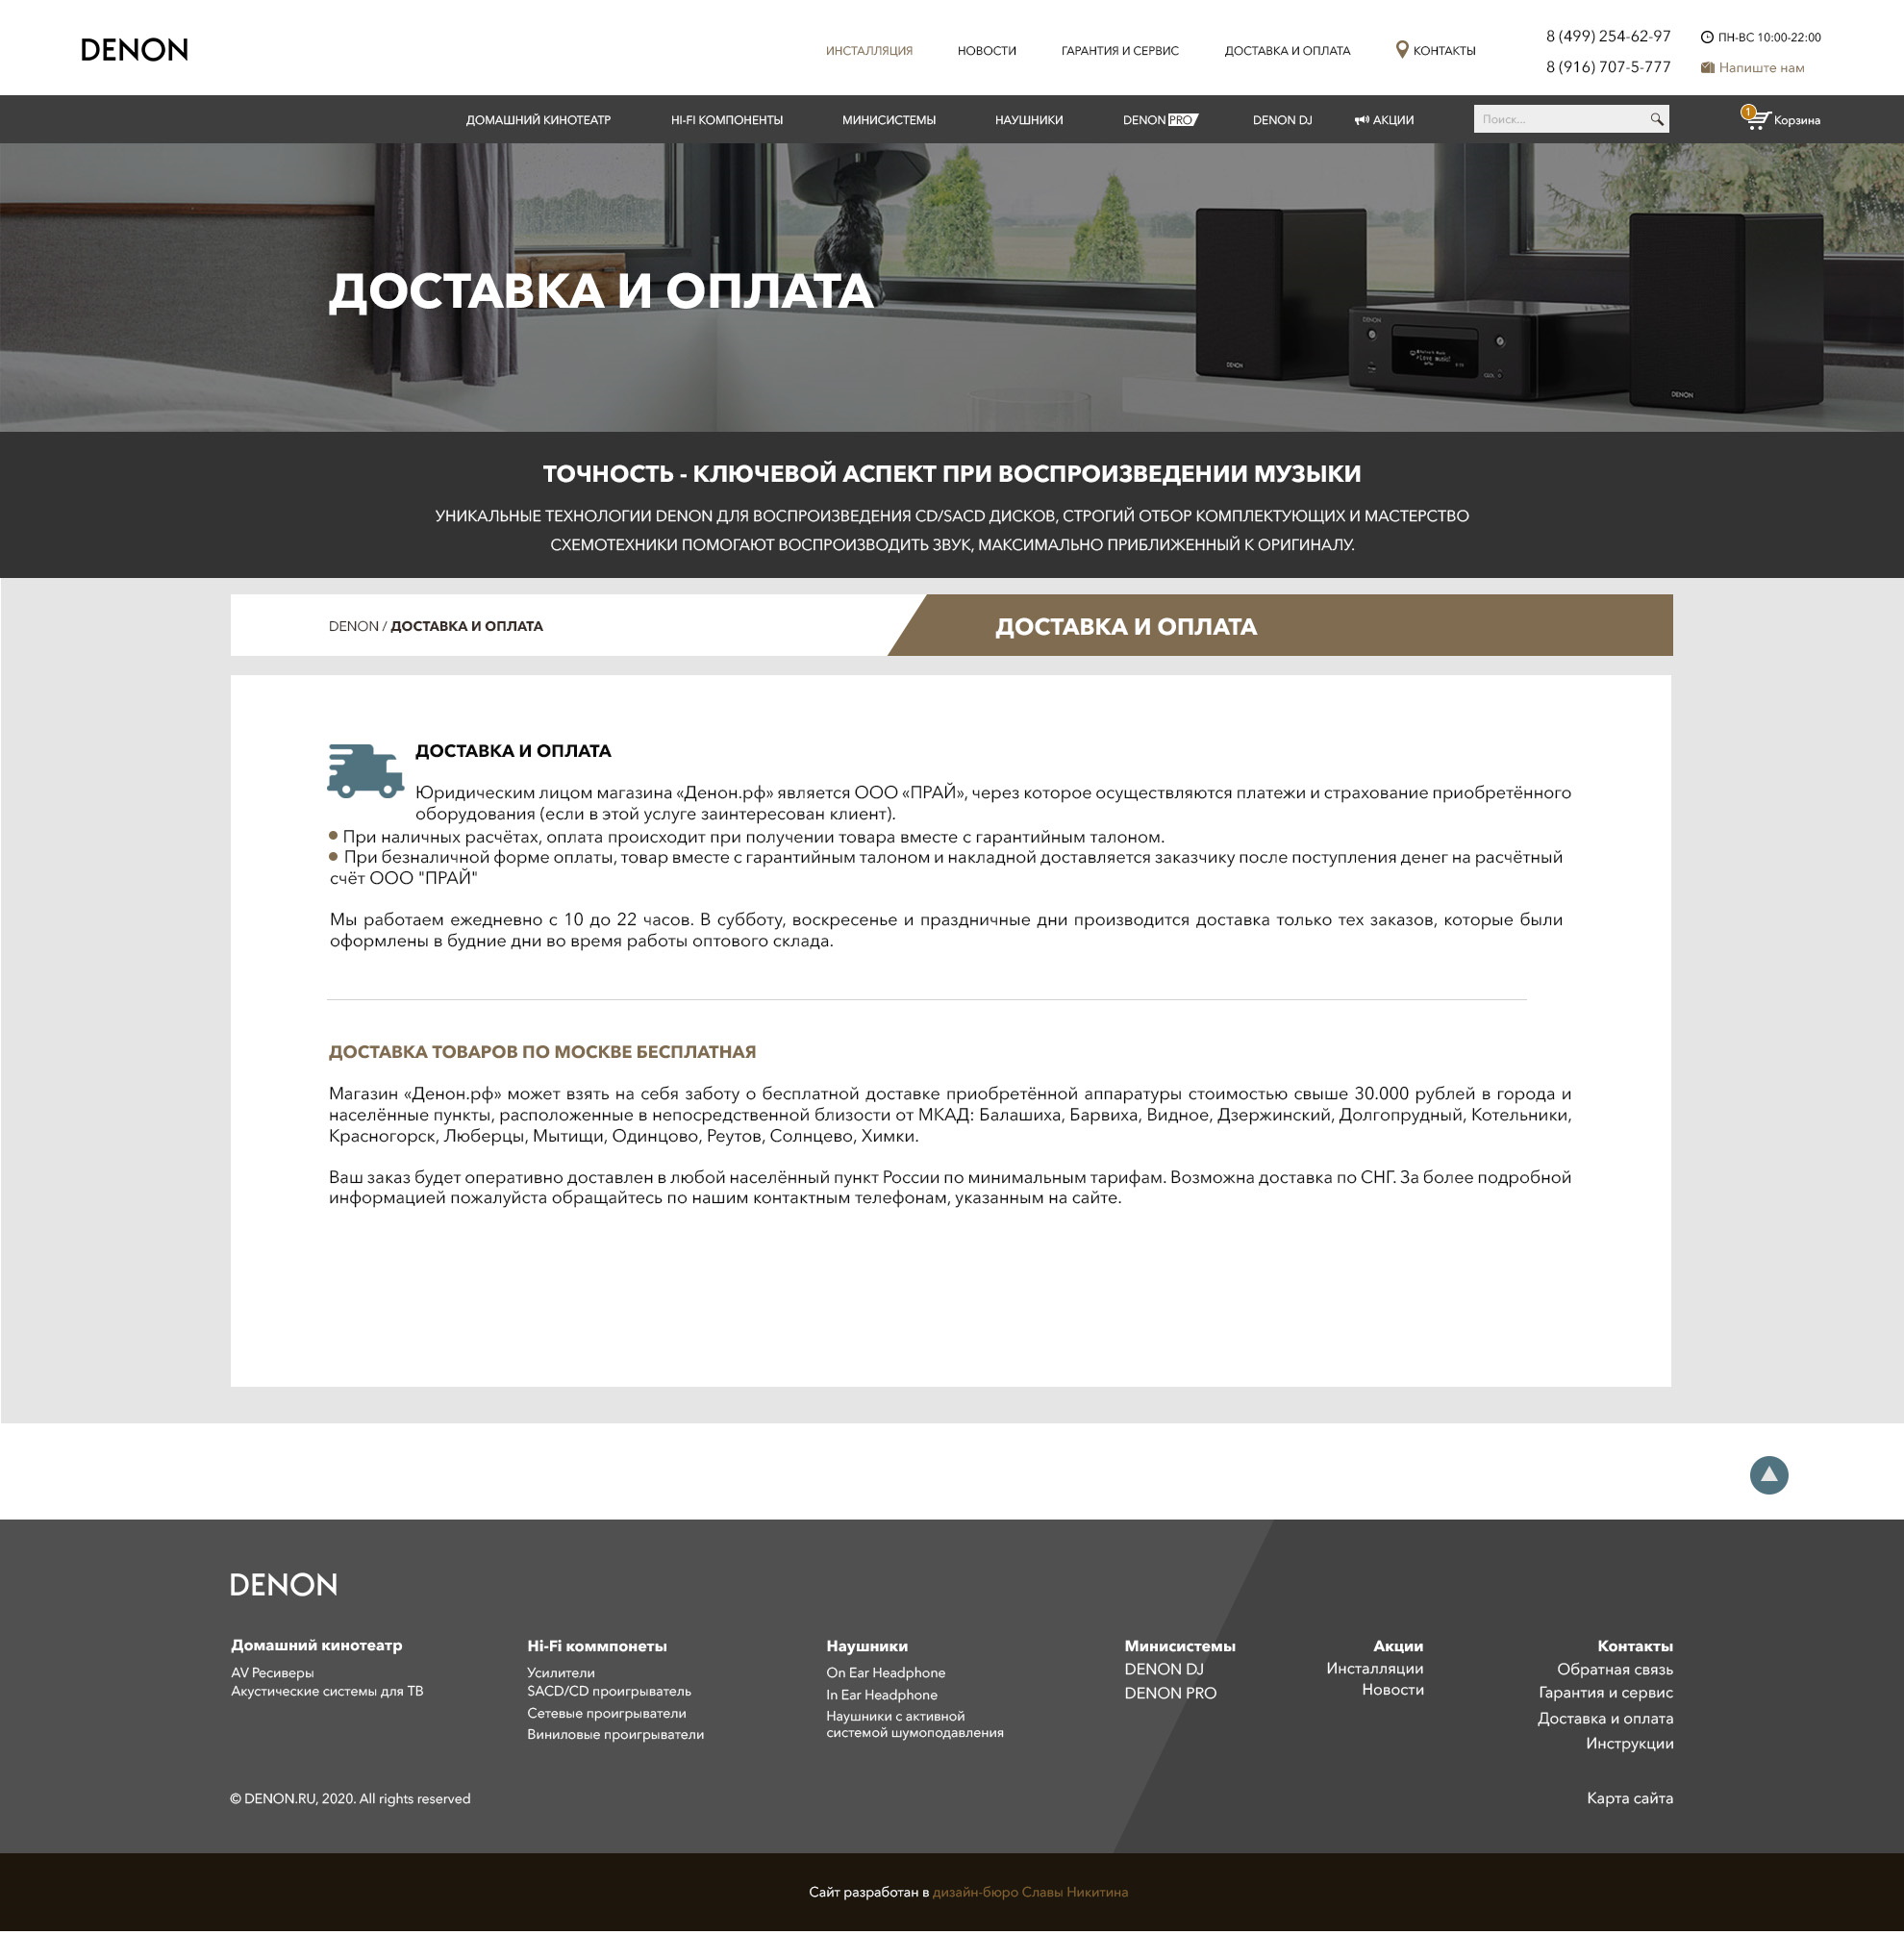 DENON
ИНСТАЛЛЯЦИЯ
НОВОСТИ
ГАРАНТИЯ И СЕРВИС
ДОСТАВКА И ОПЛАТА
КОНТАКТЫ
8 (499) 254-62-97
ПН-ВС 10:00-22:00
8 (916) 707-5-777
Напиште нам
ДОМАШНИЙ КИНОТЕАТР
HI-FI КОМПОНЕНТЫ
МИНИСИСТЕМЫ
НАУШНИКИ
DENON PRO
DENON DJ
АКЦИИ
Поиск...
1
Корзина
ДОСТАВКА И ОПЛАТА
DENON
DENON
DENON
ТОЧНОСТЬ - КЛЮЧЕВОЙ АСПЕКТ ПРИ ВОСПРОИЗВЕДЕНИИ МУЗЫКИ
УНИКАЛЬНЫЕ ТЕХНОЛОГИИ DENON ДЛЯ ВОСПРОИЗВЕДЕНИЯ CD/SACD ДИСКОВ, СТРОГИЙ ОТБОР КОМПЛЕКТУЮЩИХ И МАСТЕРСТВО
СХЕМОТЕХНИКИ ПОМОГАЮТ ВОСПРОИЗВОДИТЬ ЗВУК, МАКСИМАЛЬНО ПРИБЛИЖЕННЫЙ К ОРИГИНАЛУ.
DENON / ДОСТАВКА И ОПЛАТА
ДОСТАВКА И ОПЛАТА
ДОСТАВКА И ОПЛАТА
Юридическим лицом магазина «Денон.рф» является ООО «ПРАЙ», через которое осуществляются платежи и страхование приобретённого
оборудования (если в этой услуге заинтересован клиент).
При наличных расчётах, оплата происходит при получении товара вместе с гарантийным талоном.
При безналичной форме оплаты, товар вместе с гарантийным талоном и накладной доставляется заказчику после поступления денег на расчётный
счёт ООО "ПРАЙ"
Мы работаем ежедневно с 10 до 22 часов. В субботу, воскресенье и праздничные дни производится доставка только тех заказов, которые были
оформлены в будние дни во время работы оптового склада.
ДОСТАВКА ТОВАРОВ ПО МОСКВЕ БЕСПЛАТНАЯ
Магазин «Денон.рф» может взять на себя заботу о бесплатной доставке приобретённой аппаратуры стоимостью свыше 30.000 рублей в города и
населённые пункты, расположенные в непосредственной близости от МКАД: Балашиха, Барвиха, Видное, Дзержинский, Долгопрудный, Котельники,
Красногорск, Люберцы, Мытищи, Одинцово, Реутов, Солнцево, Химки.
Ваш заказ будет оперативно доставлен в любой населённый пункт России по минимальным тарифам. Возможна доставка по СНГ. За более подробной
информацией пожалуйста обращайтесь по нашим контактным телефонам, указанным на сайте.
DENON
Домашний кинотеатр
AV Ресиверы
Акустические системы для ТВ
Hi-Fi коммпонеты
Усилители
SACD/CD проигрыватель
Сетевые проигрыватели
Виниловые проигрыватели
Наушники
On Ear Headphone
In Ear Headphone
Наушники с активной
системой шумоподавления
Минисистемы
DENON DJ
DENON PRO
Акции
Инсталляции
Новости
Контакты
Обратная связь
Гарантия и сервис
Доставка и оплата
Инструкции
© DENON.RU, 2020. All rights reserved
Карта сайта
Сайт разработан в дизайн-бюро Славы Никитина